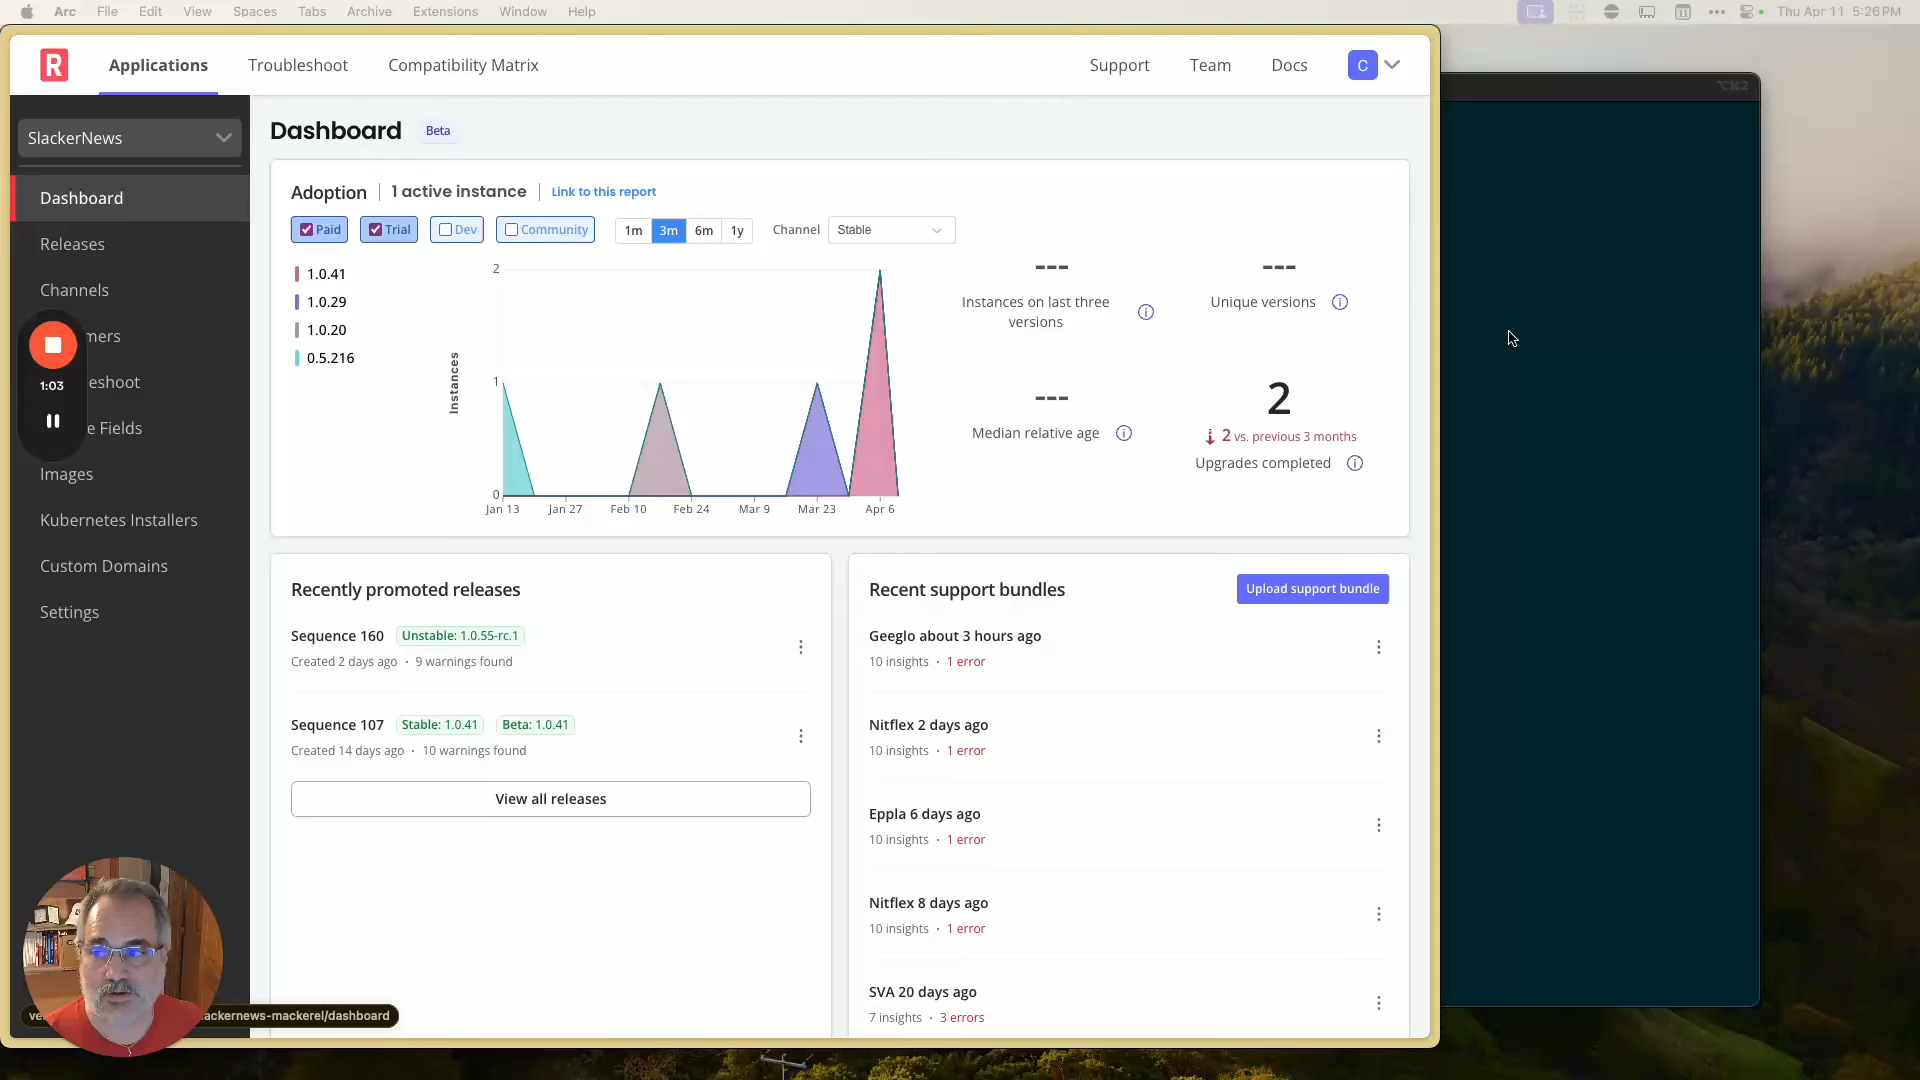 Arc File Edit View Spaces Tabs Archive Extensions Window Help
11 Thu Apr 11 5:26 PM
R Applications Troubleshoot Compatibility Matrix Support Team Docs C
⌥⌘2
SlackerNews
Dashboard
Releases
Channels
mers
eshoot
e Fields
Images
Kubernetes Installers
Custom Domains
Settings
1:03
Dashboard Beta
Adoption 1 active instance Link to this report
Paid Trial Dev Community 1m 3m 6m 1y Channel Stable
1.0.41
1.0.29
1.0.20
0.5.216
Instances
2
1
0
Jan 13 Jan 27 Feb 10 Feb 24 Mar 9 Mar 23 Apr 6
---
Instances on last three
versions
---
Unique versions
---
Median relative age
2
2 vs. previous 3 months
Upgrades completed
Recently promoted releases
Sequence 160 Unstable: 1.0.55-rc.1
Created 2 days ago · 9 warnings found
Sequence 107 Stable: 1.0.41 Beta: 1.0.41
Created 14 days ago · 10 warnings found
View all releases
Recent support bundles Upload support bundle
Geeglo about 3 hours ago
10 insights · 1 error
Nitflex 2 days ago
10 insights · 1 error
Eppla 6 days ago
10 insights · 1 error
Nitflex 8 days ago
10 insights · 1 error
SVA 20 days ago
7 insights · 3 errors
ve ackernews-mackerel/dashboard